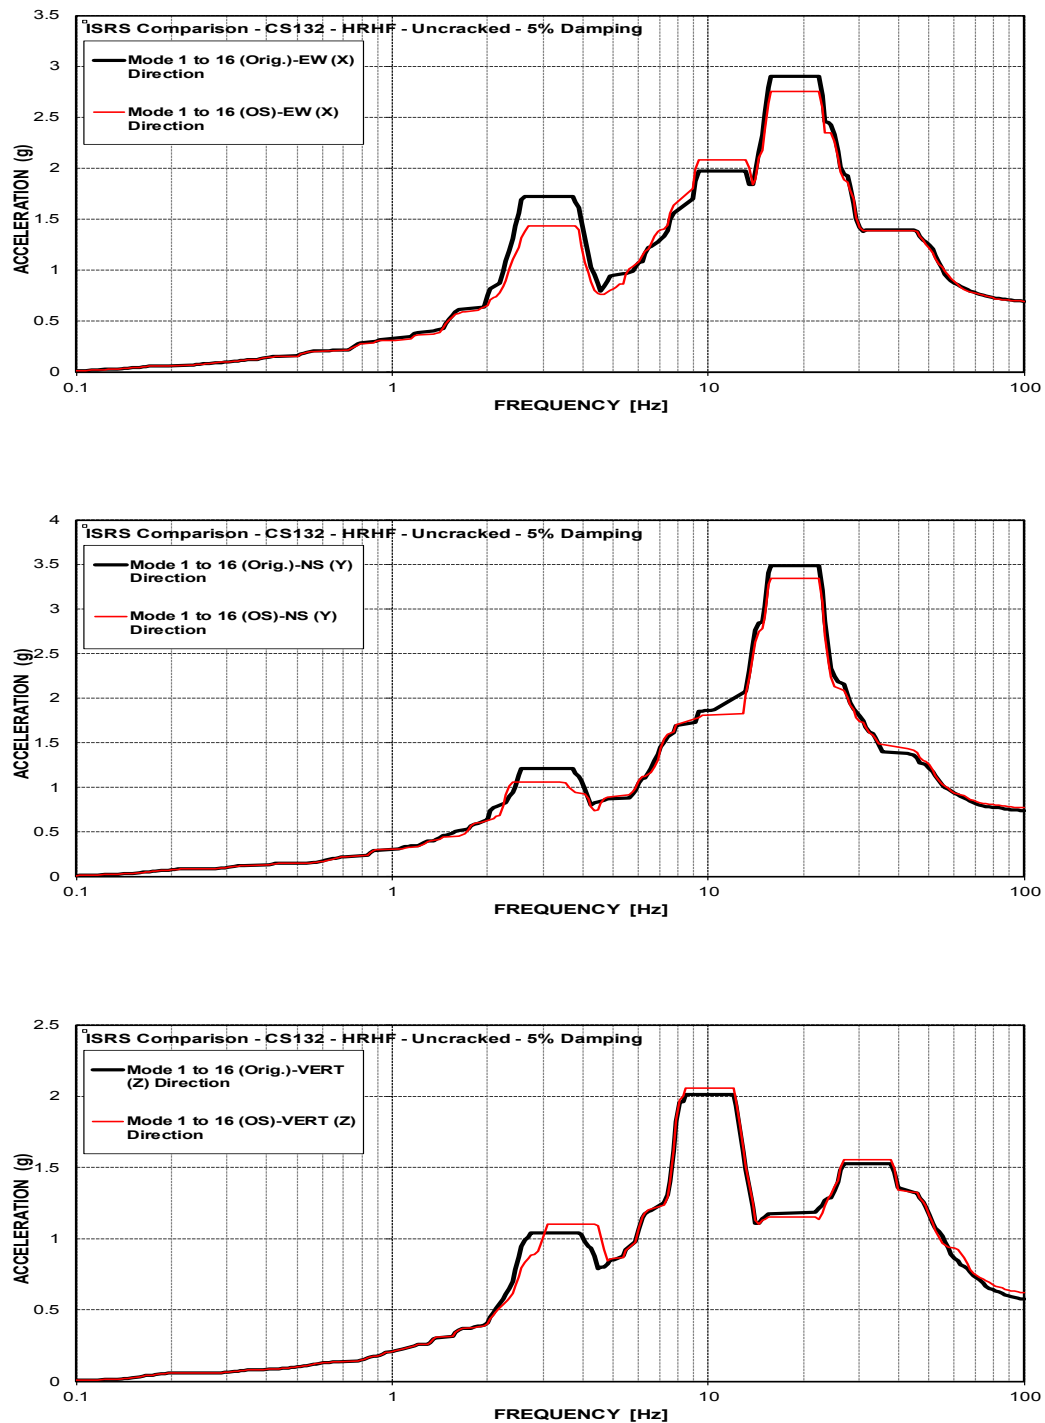 ISRS Comparison - CS132 - HRHF - Uncracked - 5% Damping
Mode 1 to 16 (Orig.)-EW (X)
Direction
Mode 1 to 16 (OS)-EW (X)
Direction
ACCELERATION (g)
3.5
3
2.5
2
1.5
1
0.5
0
0.1
1
10
100
FREQUENCY [Hz]
ISRS Comparison - CS132 - HRHF - Uncracked - 5% Damping
Mode 1 to 16 (Orig.)-NS (Y)
Direction
Mode 1 to 16 (OS)-NS (Y)
Direction
ACCELERATION (g)
4
3.5
3
2.5
2
1.5
1
0.5
0
0.1
1
10
100
FREQUENCY [Hz]
ISRS Comparison - CS132 - HRHF - Uncracked - 5% Damping
Mode 1 to 16 (Orig.)-VERT
(Z) Direction
Mode 1 to 16 (OS)-VERT (Z)
Direction
ACCELERATION (g)
2.5
2
1.5
1
0.5
0
0.1
1
10
100
FREQUENCY [Hz]